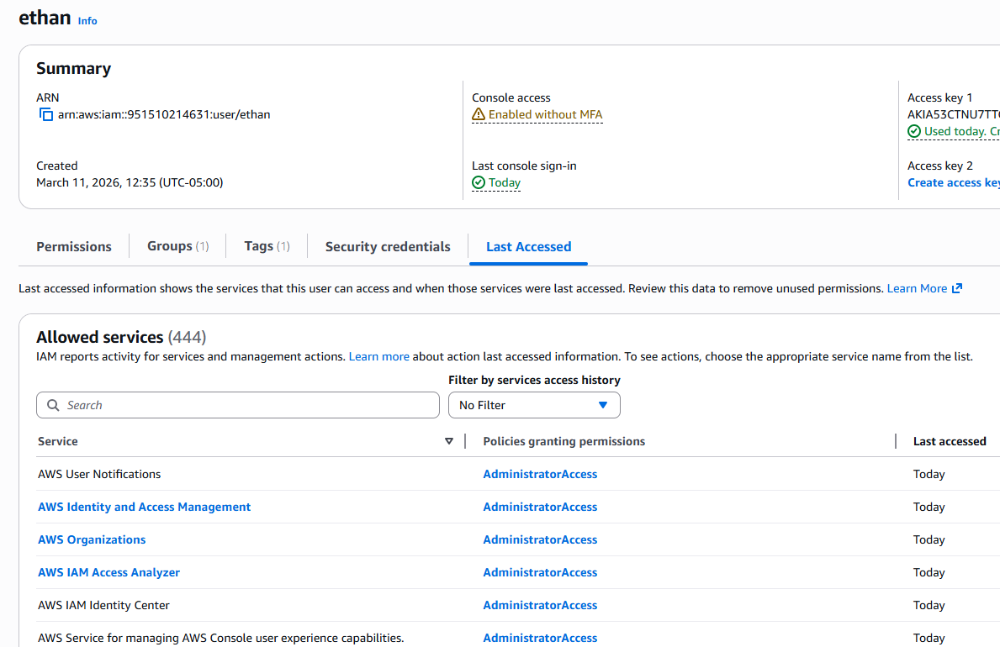 ethan Info
Summary
ARN
arn:aws:iam::951510214631:user/ethan
Created
March 11, 2026, 12:35 (UTC-05:00)
Console access
Enabled without MFA
Last console sign-in
Today
Access key 1
AKIA53CTNU7TT
Used today.
Access key 2
Create access key
Permissions
Groups (1)
Tags (1)
Security credentials
Last Accessed
Last accessed information shows the services that this user can access and when those services were last accessed. Review this data to remove unused permissions. Learn More
Allowed services (444)
IAM reports activity for services and management actions. Learn more about action last accessed information. To see actions, choose the appropriate service name from the list.
Filter by services access history
Search
No Filter
Service Policies granting permissions Last accessed
AWS User Notifications AdministratorAccess Today
AWS Identity and Access Management AdministratorAccess Today
AWS Organizations AdministratorAccess Today
AWS IAM Access Analyzer AdministratorAccess Today
AWS IAM Identity Center AdministratorAccess Today
AWS Service for managing AWS Console user experience capabilities. AdministratorAccess Today